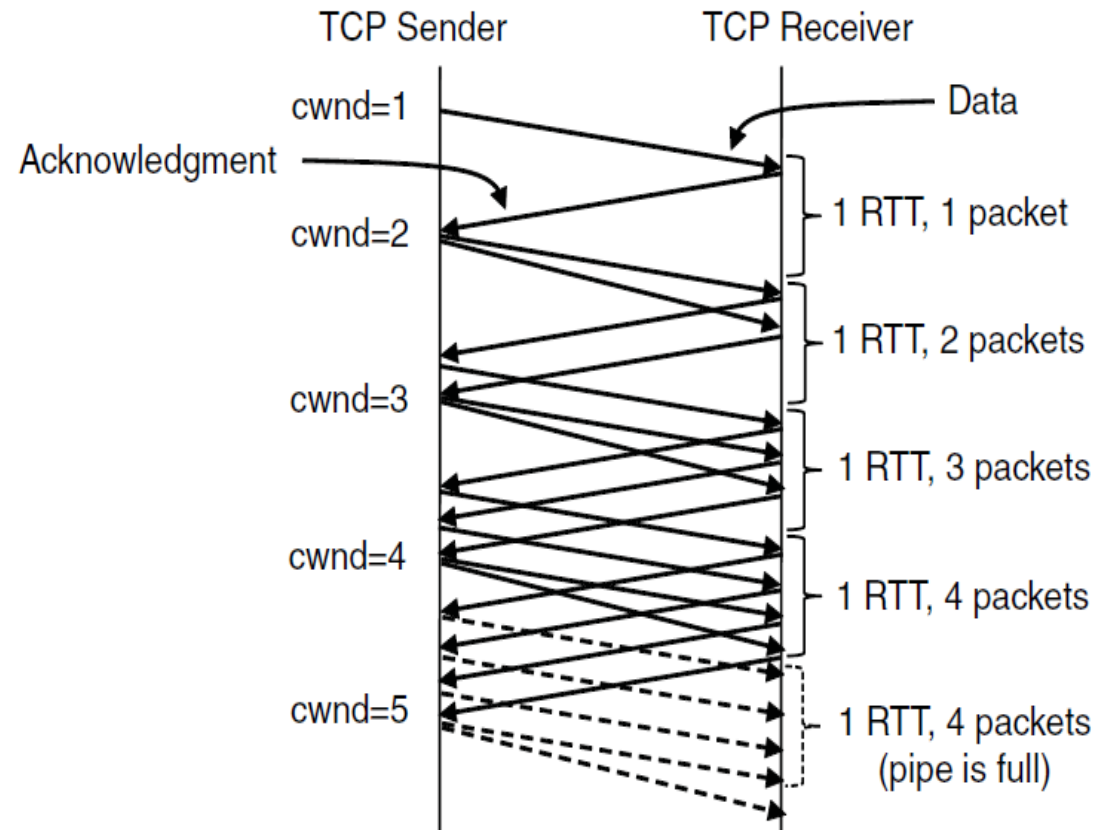 TCP Sender
TCP Receiver
cwnd=1
Data
Acknowledgment
1 RTT, 1 packet
cwnd=2
1 RTT, 2 packets
cwnd=3
1 RTT, 3 packets
cwnd=4
1 RTT, 4 packets
cwnd=5
1 RTT, 4 packets
(pipe is full)